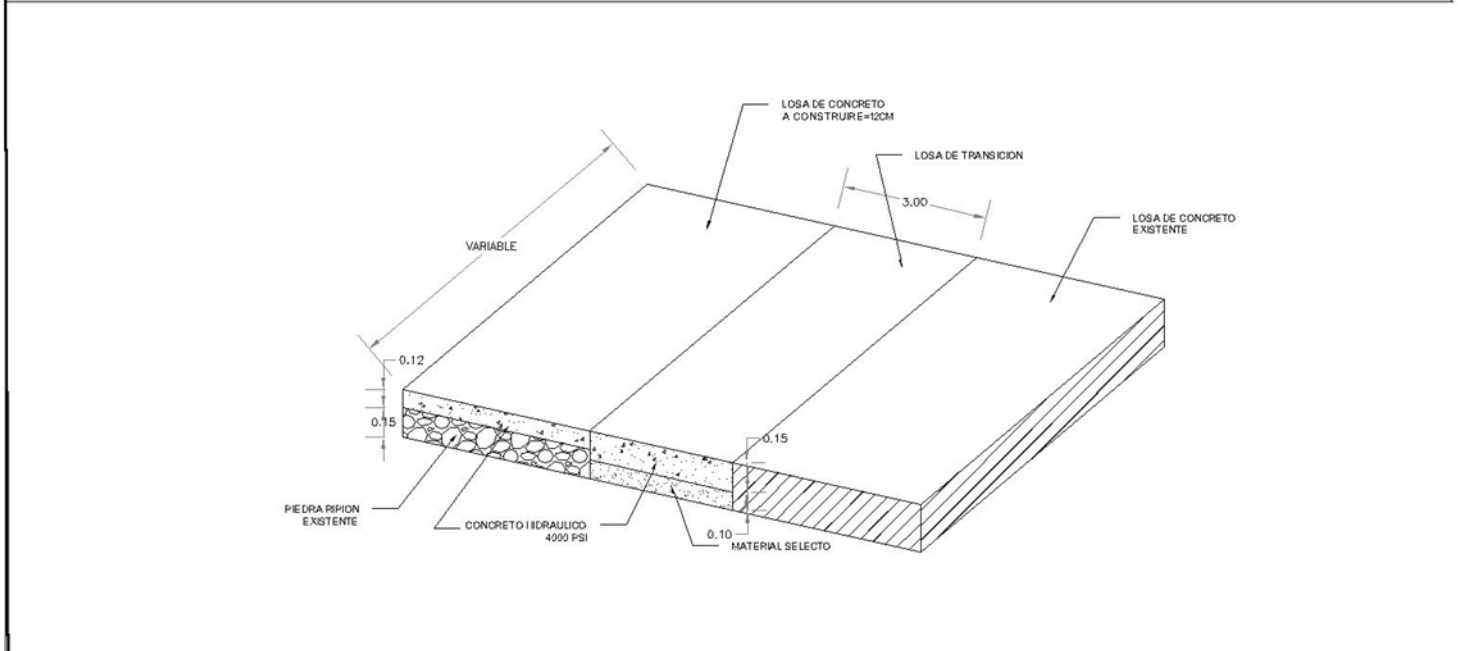 LOSA DE CONCRETO
A CONSTRUIRE=12CM
LOSA DE TRANSICION
3.00
LOSA DE CONCRETO
EXISTENTE
VARIABLE
0.12
0.15
0.15
PIEDRA RIPION
EXISTENTE
CONCRETO HIDRAULICO
4000 PSI
0.10
MATERIAL SELECTO